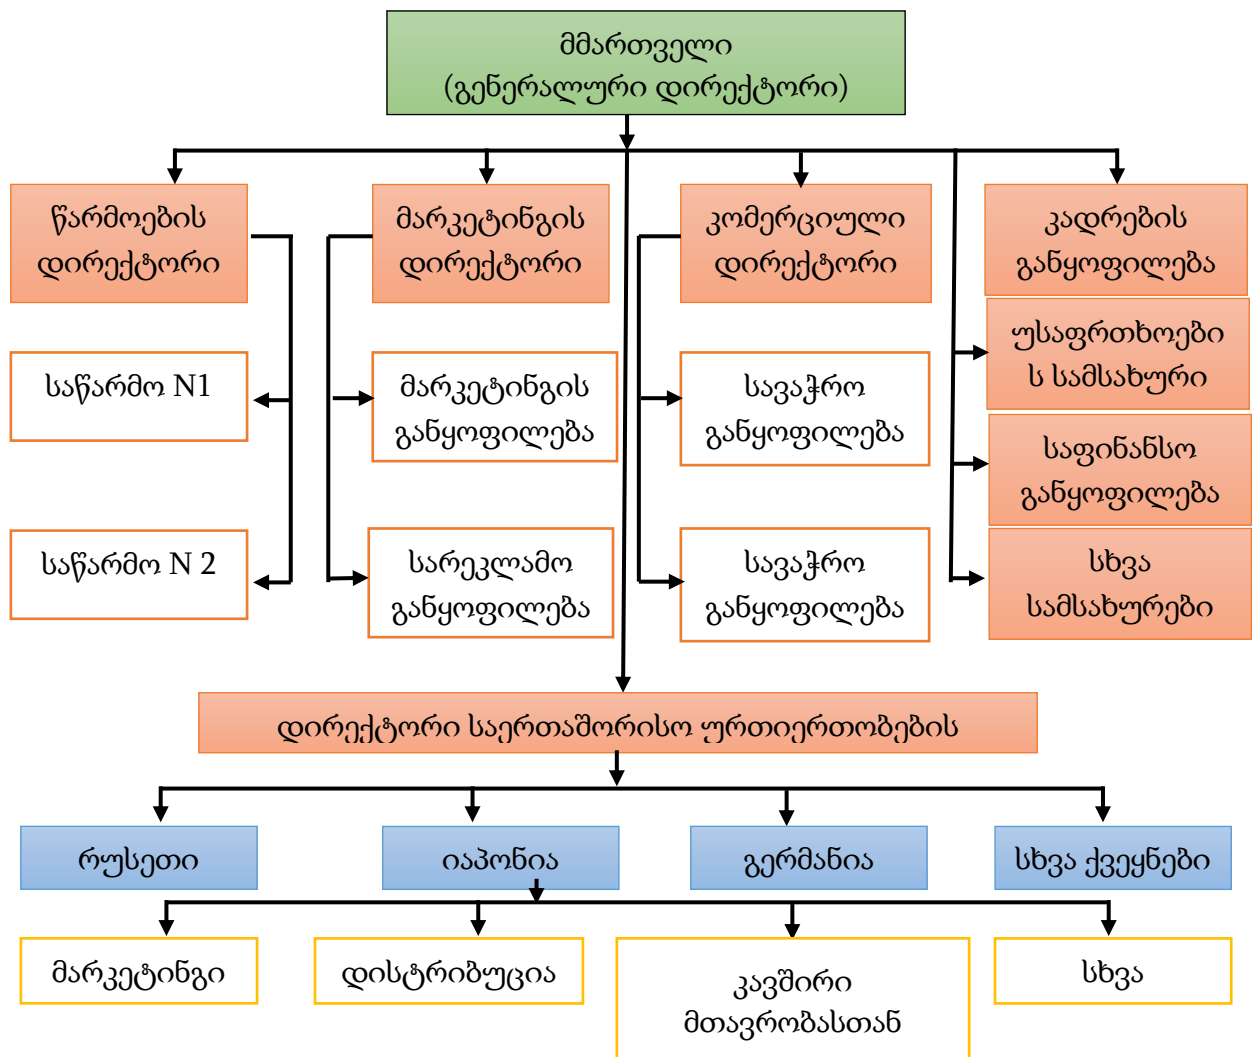 მმართველი
(გენერალური დირექტორი)
წარმოების
დირექტორი
მარკეტინგის
დირექტორი
კომერციული
დირექტორი
კადრების
განყოფილება
უსაფრთხოები
ს სამსახური
საწარმო N1
მარკეტინგის
განყოფილება
სავაჭრო
განყოფილება
საფინანსო
განყოფილება
საწარმო N 2
სარეკლამო
განყოფილება
სავაჭრო
განყოფილება
სხვა
სამსახურები
დირექტორი საერთაშორისო ურთიერთობების
რუსეთი
იაპონია
გერმანია
სხვა ქვეყნები
მარკეტინგი
დისტრიბუცია
კავშირი
მთავრობასთან
სხვა